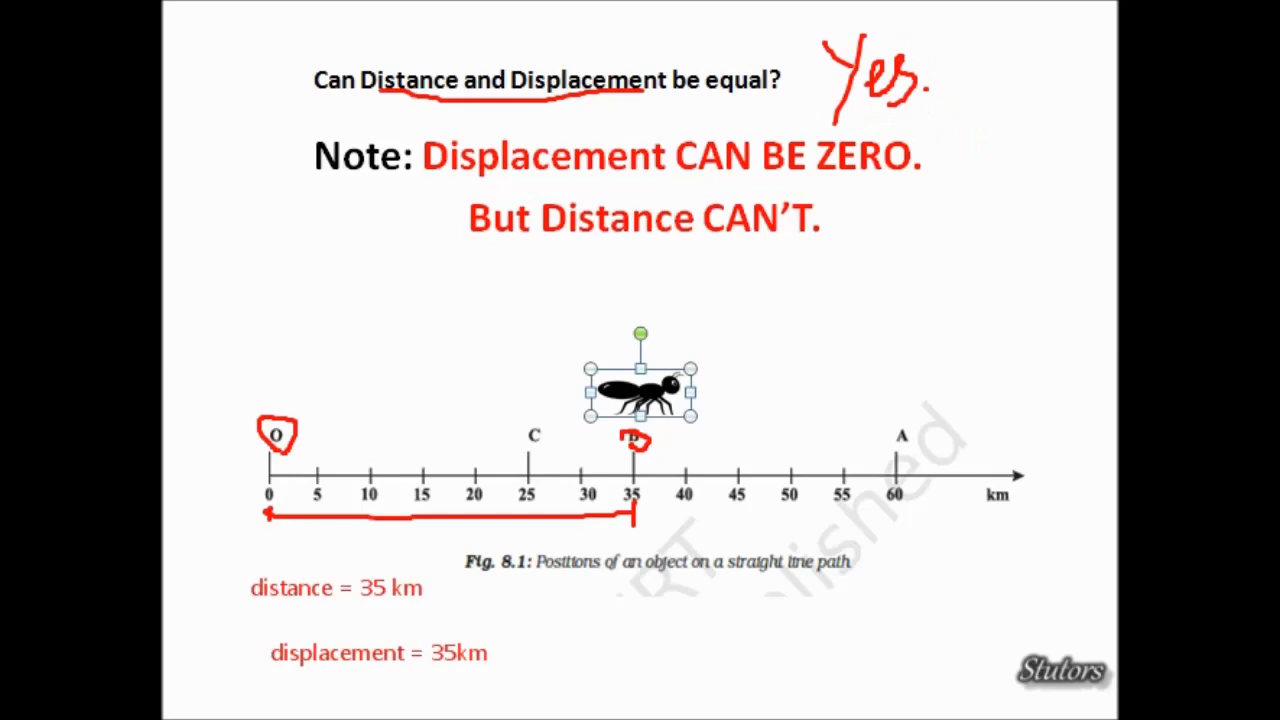 Can Distance and Displacement be equal? Yes.
Note: Displacement CAN BE ZERO.
But Distance CAN'T.
O C B A
0 5 10 15 20 25 30 35 40 45 50 55 60 km
Fig. 8.1: Positions of an object on a straight line path
distance = 35 km
displacement = 35km
Stutors